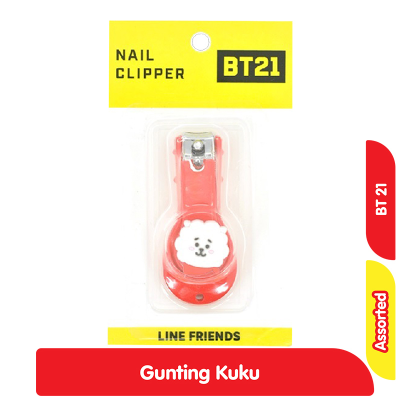 NAIL
CLIPPER
BT21
LINE FRIENDS
BT 21
Assorted
Gunting Kuku